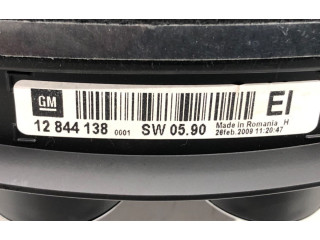 GM
EI
12 844 138 0001 SW 05.90
Made in Romania H
26feb.2009 11:20:47